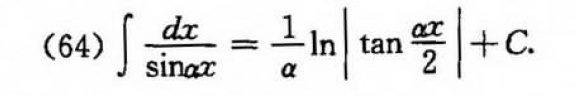 (64) ∫ dx/sinαx = 1/α ln| tan αx/2 |+C.